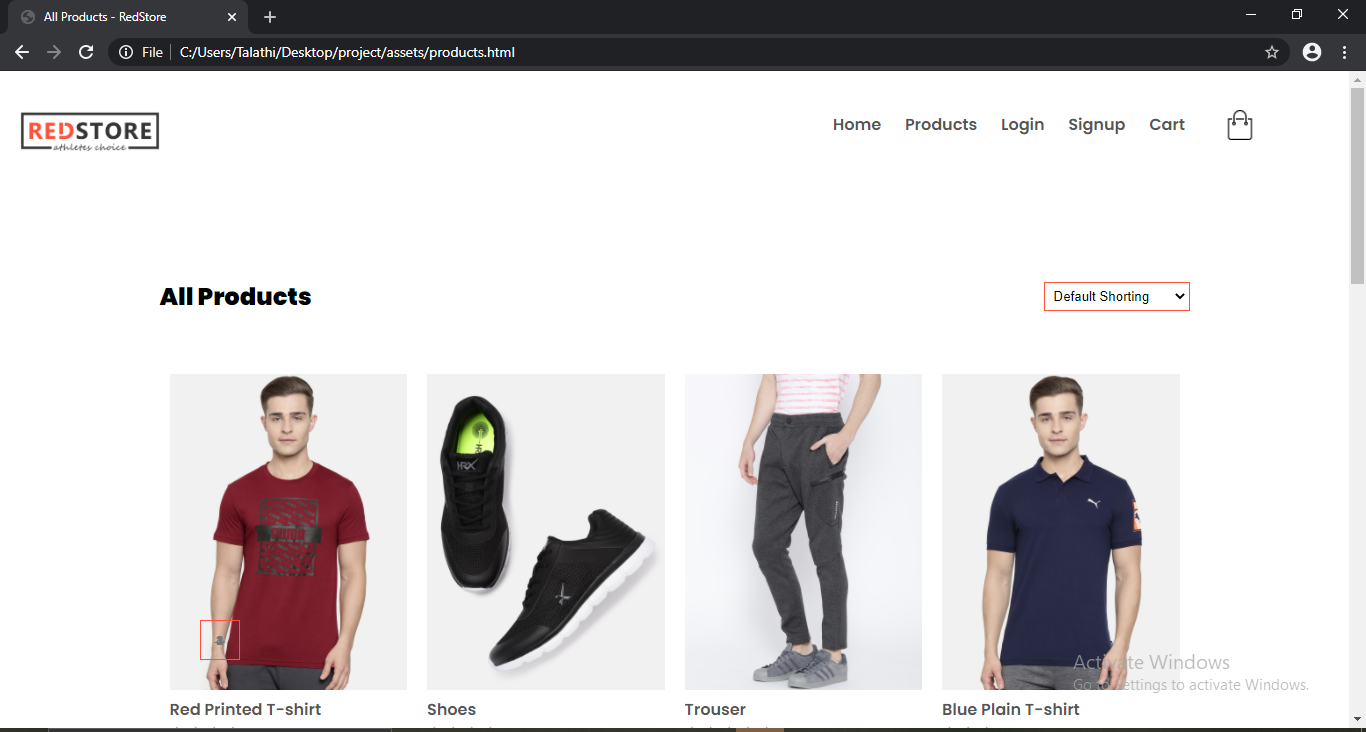 All Products - RedStore
File C:/Users/Talathi/Desktop/project/assets/products.html
REDSTORE
athletes choice
Home Products Login Signup Cart
All Products
Default Shorting
HRX
HRX
Red Printed T-shirt Shoes Trouser Blue Plain T-shirt
Activate Windows
Go to Settings to activate Windows.